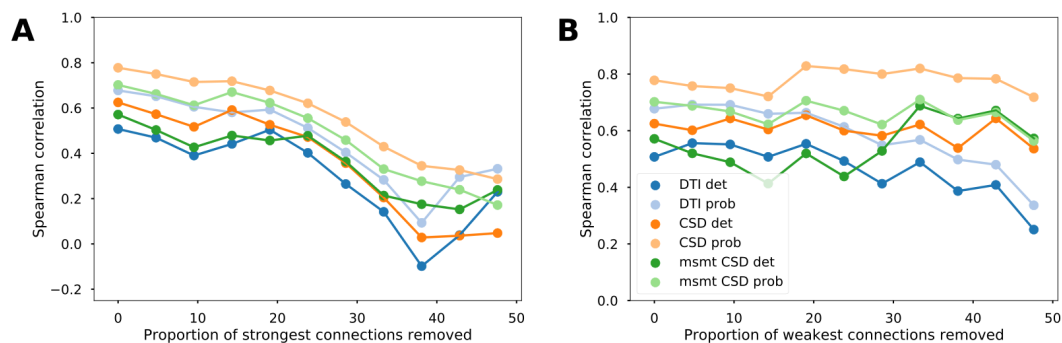 A
1.0
0.8
0.6
0.4
0.2
0.0
−0.2
Spearman correlation
0 10 20 30 40 50
Proportion of strongest connections removed
B
1.0
0.8
0.6
0.4
0.2
0.0
Spearman correlation
DTI det
DTI prob
CSD det
CSD prob
msmt CSD det
msmt CSD prob
0 10 20 30 40 50
Proportion of weakest connections removed